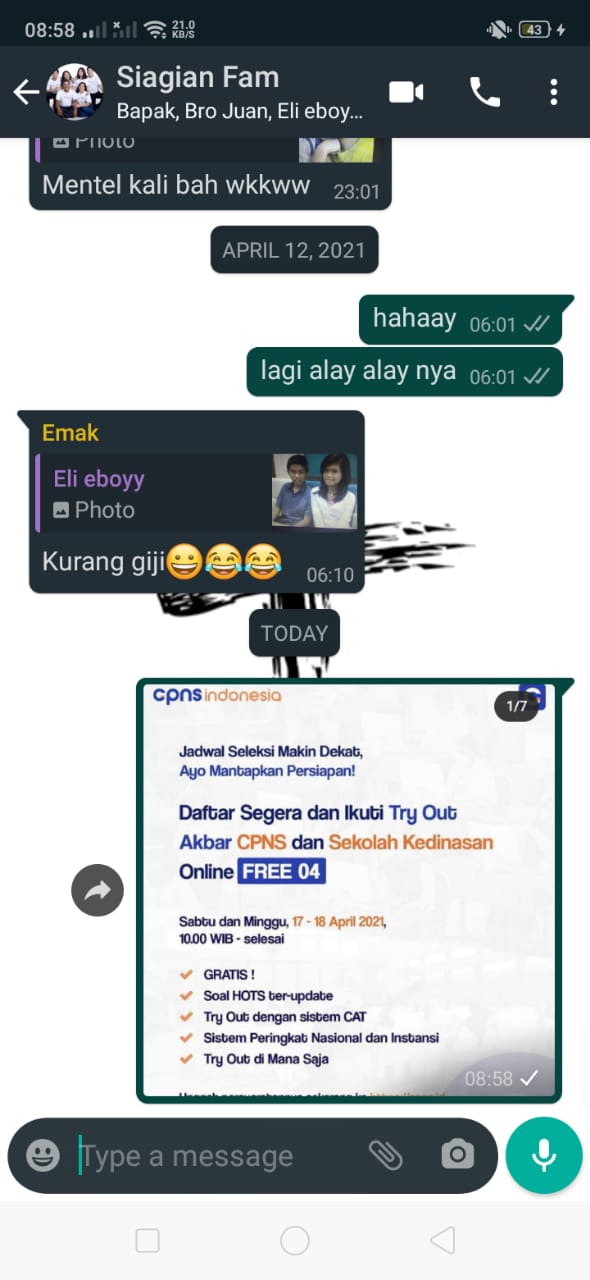 08:58
21.0
KB/S
43
Siagian Fam
Bapak, Bro Juan, Eli eboy...
Photo
Mentel kali bah wkkww 23:01
APRIL 12, 2021
hahaay 06:01
lagi alay alay nya 06:01
Emak
Eli eboyy
Photo
Kurang giji😀😂😂 06:10
TODAY
cpns indonesia
1/7
Jadwal Seleksi Makin Dekat,
Ayo Mantapkan Persiapan!
Daftar Segera dan Ikuti Try Out
Akbar CPNS dan Sekolah Kedinasan
Online FREE 04
Sabtu dan Minggu, 17 - 18 April 2021,
10.00 WIB - selesai
GRATIS !
Soal HOTS ter-update
Try Out dengan sistem CAT
Sistem Peringkat Nasional dan Instansi
Try Out di Mana Saja
08:58
Type a message